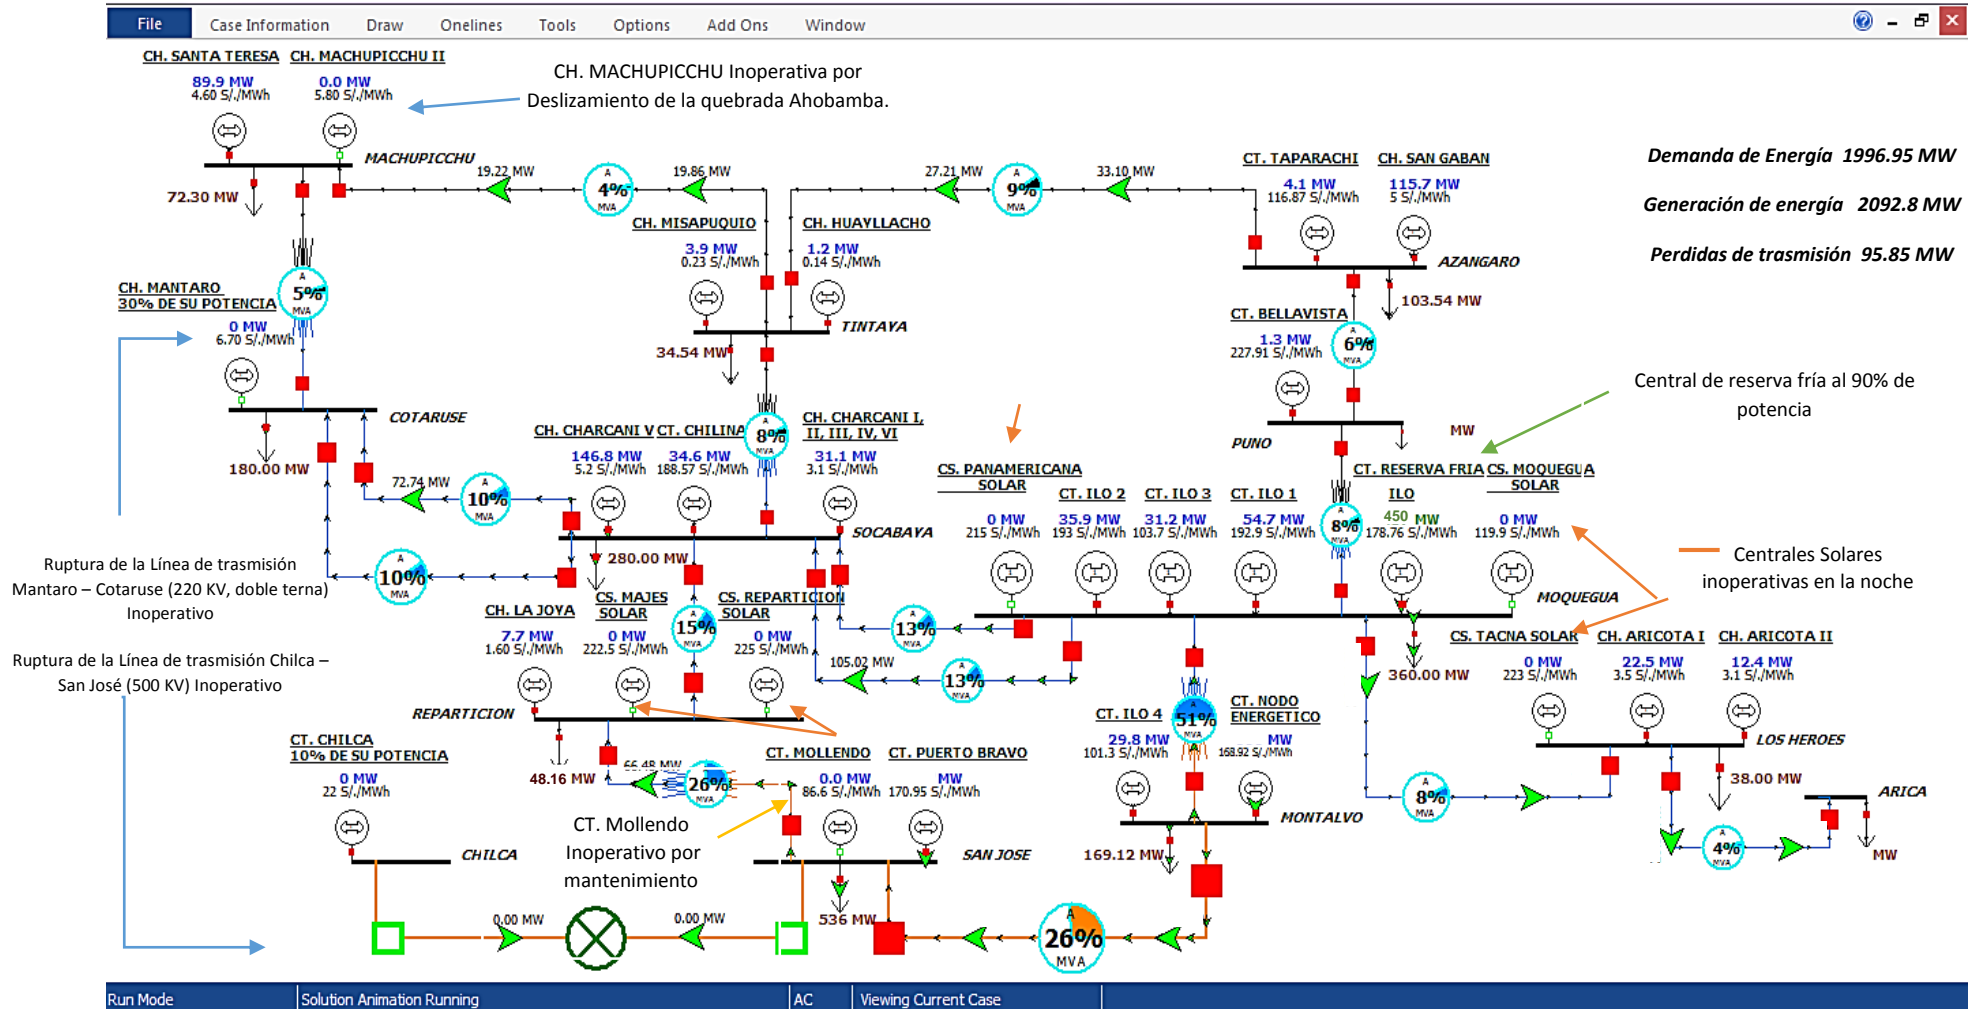 File Case Information Draw Onelines Tools Options Add Ons Window
CH. SANTA TERESA
89.9 MW
4.60 S/./MWh
CH. MACHUPICCHU II
0.0 MW
5.80 S/./MWh
CH. MACHUPICCHU Inoperativa por
Deslizamiento de la quebrada Ahobamba.
MACHUPICCHU
72.30 MW
19.22 MW
A
4%
MVA
19.86 MW
27.21 MW
A
9%
MVA
33.10 MW
CT. TAPARACHI
4.1 MW
116.87 S/./MWh
CH. SAN GABAN
115.7 MW
5 S/./MWh
AZANGARO
103.54 MW
Demanda de Energía 1996.95 MW
Generación de energía 2092.8 MW
Perdidas de trasmisión 95.85 MW
CH. MISAPUQUIO
3.9 MW
0.23 S/./MWh
CH. HUAYLLACHO
1.2 MW
0.14 S/./MWh
TINTAYA
34.54 MW
A
5%
MVA
CH. MANTARO
30% DE SU POTENCIA
0 MW
6.70 S/./MWh
COTARUSE
180.00 MW
CT. BELLAVISTA
1.3 MW
227.91 S/./MWh
A
6%
MVA
PUNO
MW
Central de reserva fría al 90% de
potencia
72.74 MW
A
10%
MVA
A
10%
MVA
CH. CHARCANI V
146.8 MW
5.2 S/./MWh
CT. CHILINA
34.6 MW
188.57 S/./MWh
A
8%
MVA
CH. CHARCANI I,
II, III, IV, VI
31.1 MW
3.1 S/./MWh
SOCABAYA
280.00 MW
CS. PANAMERICANA
SOLAR
0 MW
215 S/./MWh
CT. ILO 2
35.9 MW
193 S/./MWh
CT. ILO 3
31.2 MW
103.7 S/./MWh
CT. ILO 1
54.7 MW
192.9 S/./MWh
A
8%
MVA
CT. RESERVA FRIA
ILO
450 MW
178.76 S/./MWh
CS. MOQUEGUA
SOLAR
0 MW
119.9 S/./MWh
MOQUEGUA
360.00 MW
Centrales Solares
inoperativas en la noche
Ruptura de la Línea de trasmisión
Mantaro – Cotaruse (220 KV, doble terna)
Inoperativo
Ruptura de la Línea de trasmisión Chilca –
San José (500 KV) Inoperativo
CH. LA JOYA
7.7 MW
1.60 S/./MWh
CS. MAJES
SOLAR
0 MW
222.5 S/./MWh
A
15%
MVA
CS. REPARTICION
SOLAR
0 MW
225 S/./MWh
REPARTICION
48.16 MW
A
13%
MVA
105.02 MW
A
13%
MVA
CS. TACNA SOLAR
0 MW
223 S/./MWh
CH. ARICOTA I
22.5 MW
3.5 S/./MWh
CH. ARICOTA II
12.4 MW
3.1 S/./MWh
LOS HEROES
38.00 MW
A
8%
MVA
ARICA
MW
A
4%
MVA
CT. ILO 4
29.8 MW
101.3 S/./MWh
A
51%
MVA
CT. NODO
ENERGETICO
MW
168.92 S/./MWh
MONTALVO
169.12 MW
CT. CHILCA
10% DE SU POTENCIA
0 MW
22 S/./MWh
CHILCA
66.48 MW
A
26%
MVA
CT. MOLLENDO
0.0 MW
86.6 S/./MWh
CT. PUERTO BRAVO
MW
170.95 S/./MWh
CT. Mollendo
Inoperativo por
mantenimiento
SAN JOSE
536 MW
0.00 MW
0.00 MW
A
26%
MVA
Run Mode Solution Animation Running AC Viewing Current Case